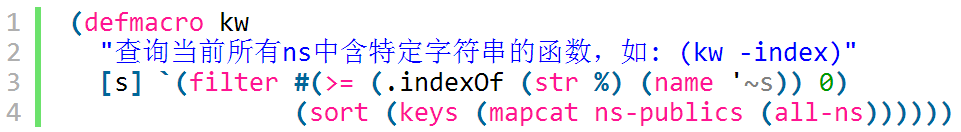 1 (defmacro kw
2 "查询当前所有ns中含特定字符串的函数，如: (kw -index)"
3 [s] `(filter #(>= (.indexOf (str %) (name '~s)) 0)
4 (sort (keys (mapcat ns-publics (all-ns))))))